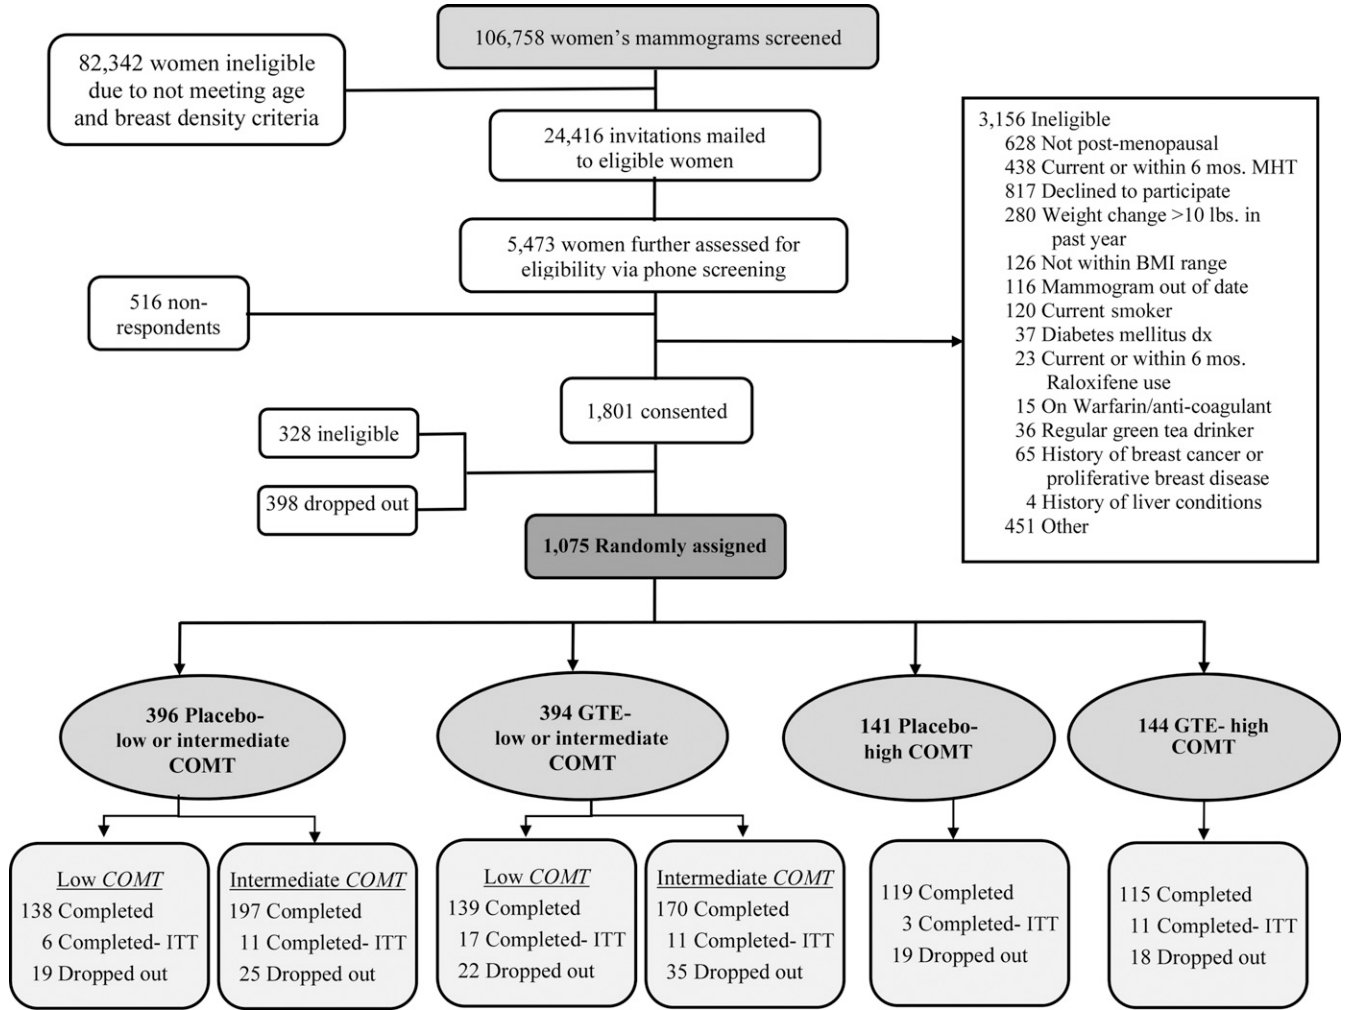 106,758 women's mammograms screened
82,342 women ineligible
due to not meeting age
and breast density criteria
24,416 invitations mailed
to eligible women
5,473 women further assessed for
eligibility via phone screening
516 non-
respondents
3,156 Ineligible
628 Not post-menopausal
438 Current or within 6 mos. MHT
817 Declined to participate
280 Weight change >10 lbs. in
past year
126 Not within BMI range
116 Mammogram out of date
120 Current smoker
37 Diabetes mellitus dx
23 Current or within 6 mos.
Raloxifene use
15 On Warfarin/anti-coagulant
36 Regular green tea drinker
65 History of breast cancer or
proliferative breast disease
4 History of liver conditions
451 Other
1,801 consented
328 ineligible
398 dropped out
1,075 Randomly assigned
396 Placebo-
low or intermediate
COMT
394 GTE-
low or intermediate
COMT
141 Placebo-
high COMT
144 GTE- high
COMT
Low COMT
138 Completed
6 Completed- ITT
19 Dropped out
Intermediate COMT
197 Completed
11 Completed- ITT
25 Dropped out
Low COMT
139 Completed
17 Completed- ITT
22 Dropped out
Intermediate COMT
170 Completed
11 Completed- ITT
35 Dropped out
119 Completed
3 Completed- ITT
19 Dropped out
115 Completed
11 Completed- ITT
18 Dropped out